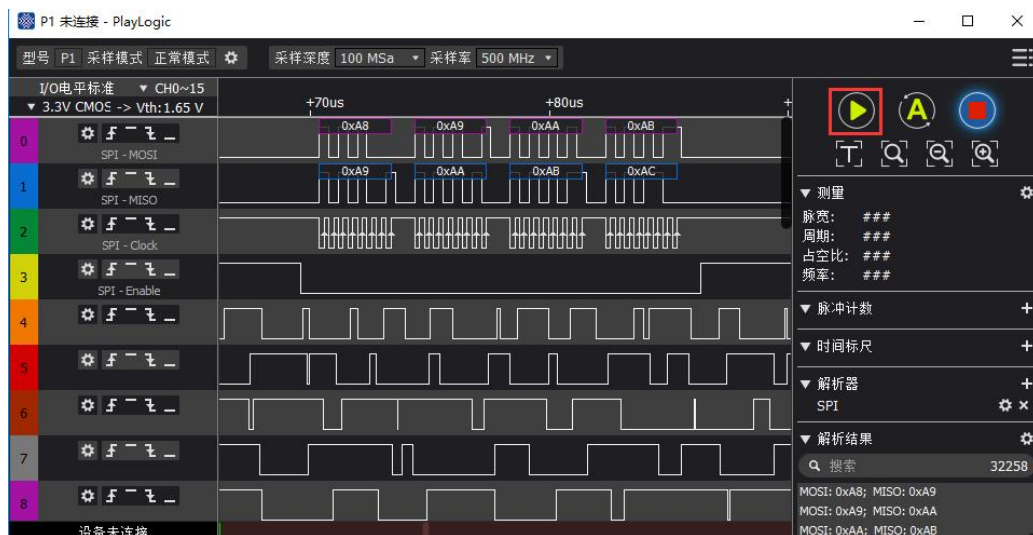 P1 未连接 - PlayLogic
型号 P1 采样模式 正常模式 采样深度 100 MSa 采样率 500 MHz
I/O电平标准 CH0~15
3.3V CMOS -> Vth:1.65 V
+70us +80us +
0 SPI - MOSI 0xA8 0xA9 0xAA 0xAB
1 SPI - MISO 0xA9 0xAA 0xAB 0xAC
2 SPI - Clock
3 SPI - Enable
4
5
6
7
8
设备未连接
A
T
测量
脉宽: ###
周期: ###
占空比: ###
频率: ###
脉冲计数 +
时间标尺 +
解析器 +
SPI
解析结果
搜索 32258
MOSI: 0xA8; MISO: 0xA9
MOSI: 0xA9; MISO: 0xAA
MOSI: 0xAA; MISO: 0xAB